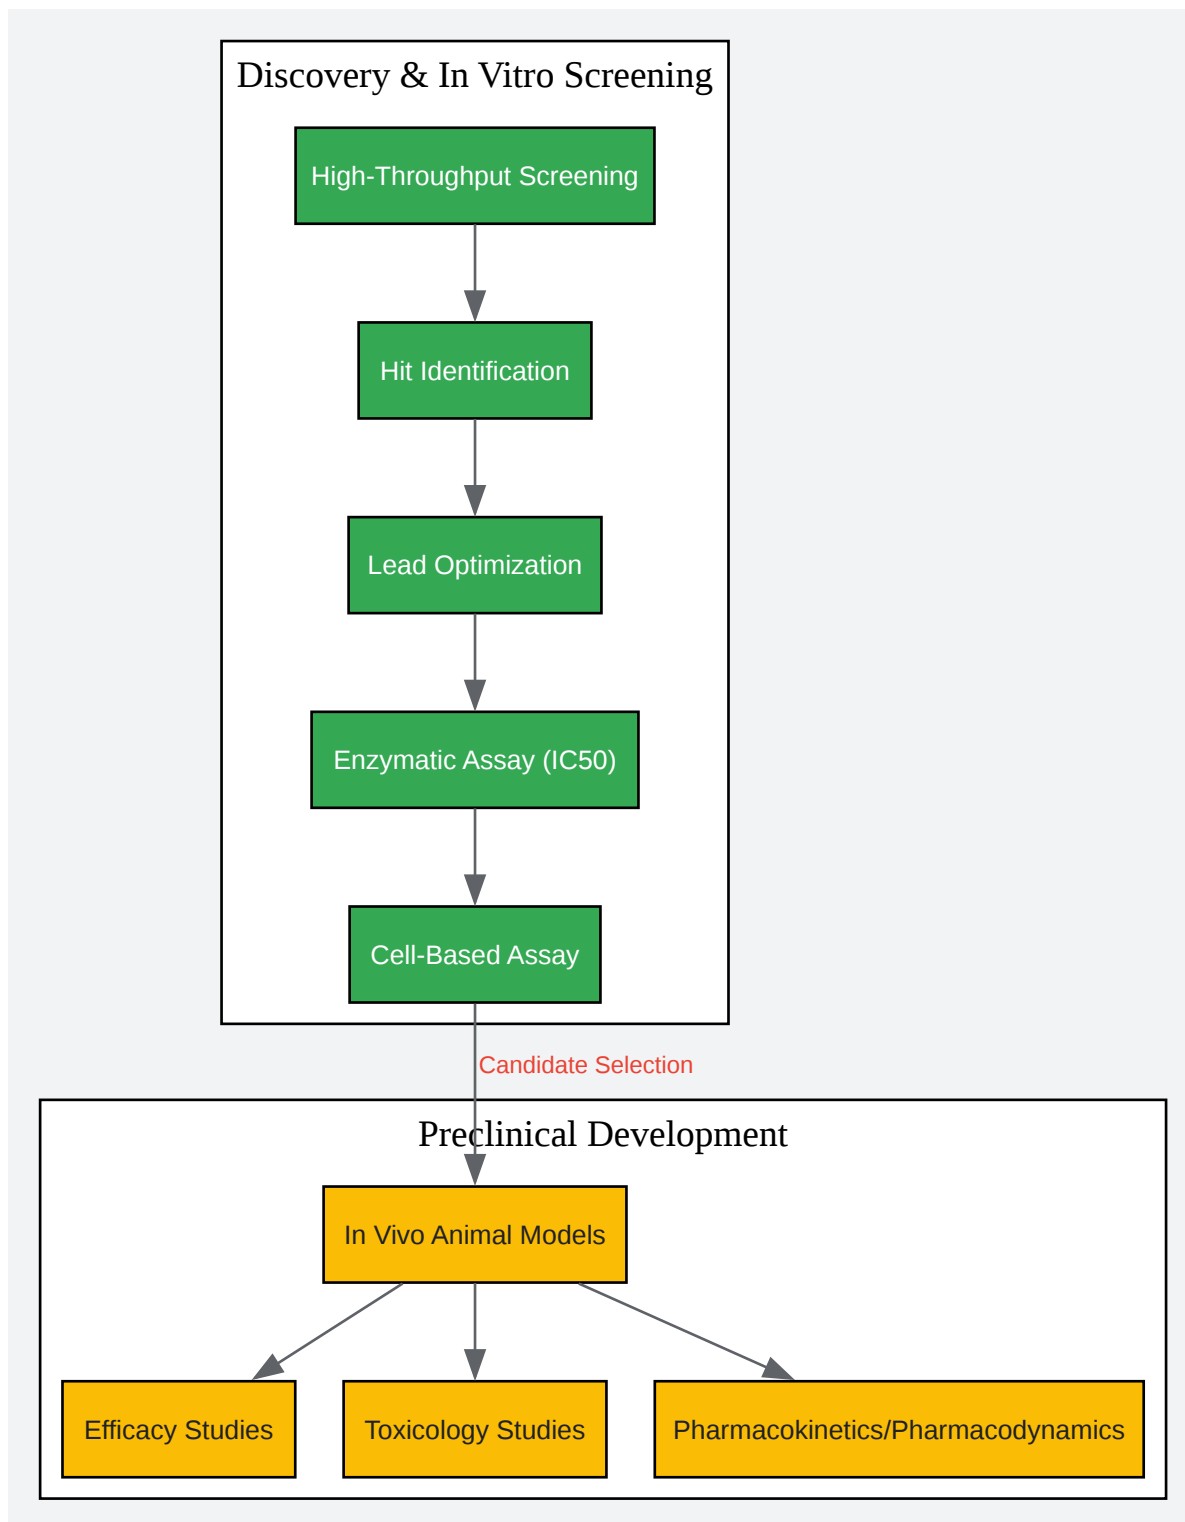 Discovery & In Vitro Screening
High-Throughput Screening
Hit Identification
Lead Optimization
Enzymatic Assay (IC50)
Cell-Based Assay
Candidate Selection
Preclinical Development
In Vivo Animal Models
Efficacy Studies
Toxicology Studies
Pharmacokinetics/Pharmacodynamics